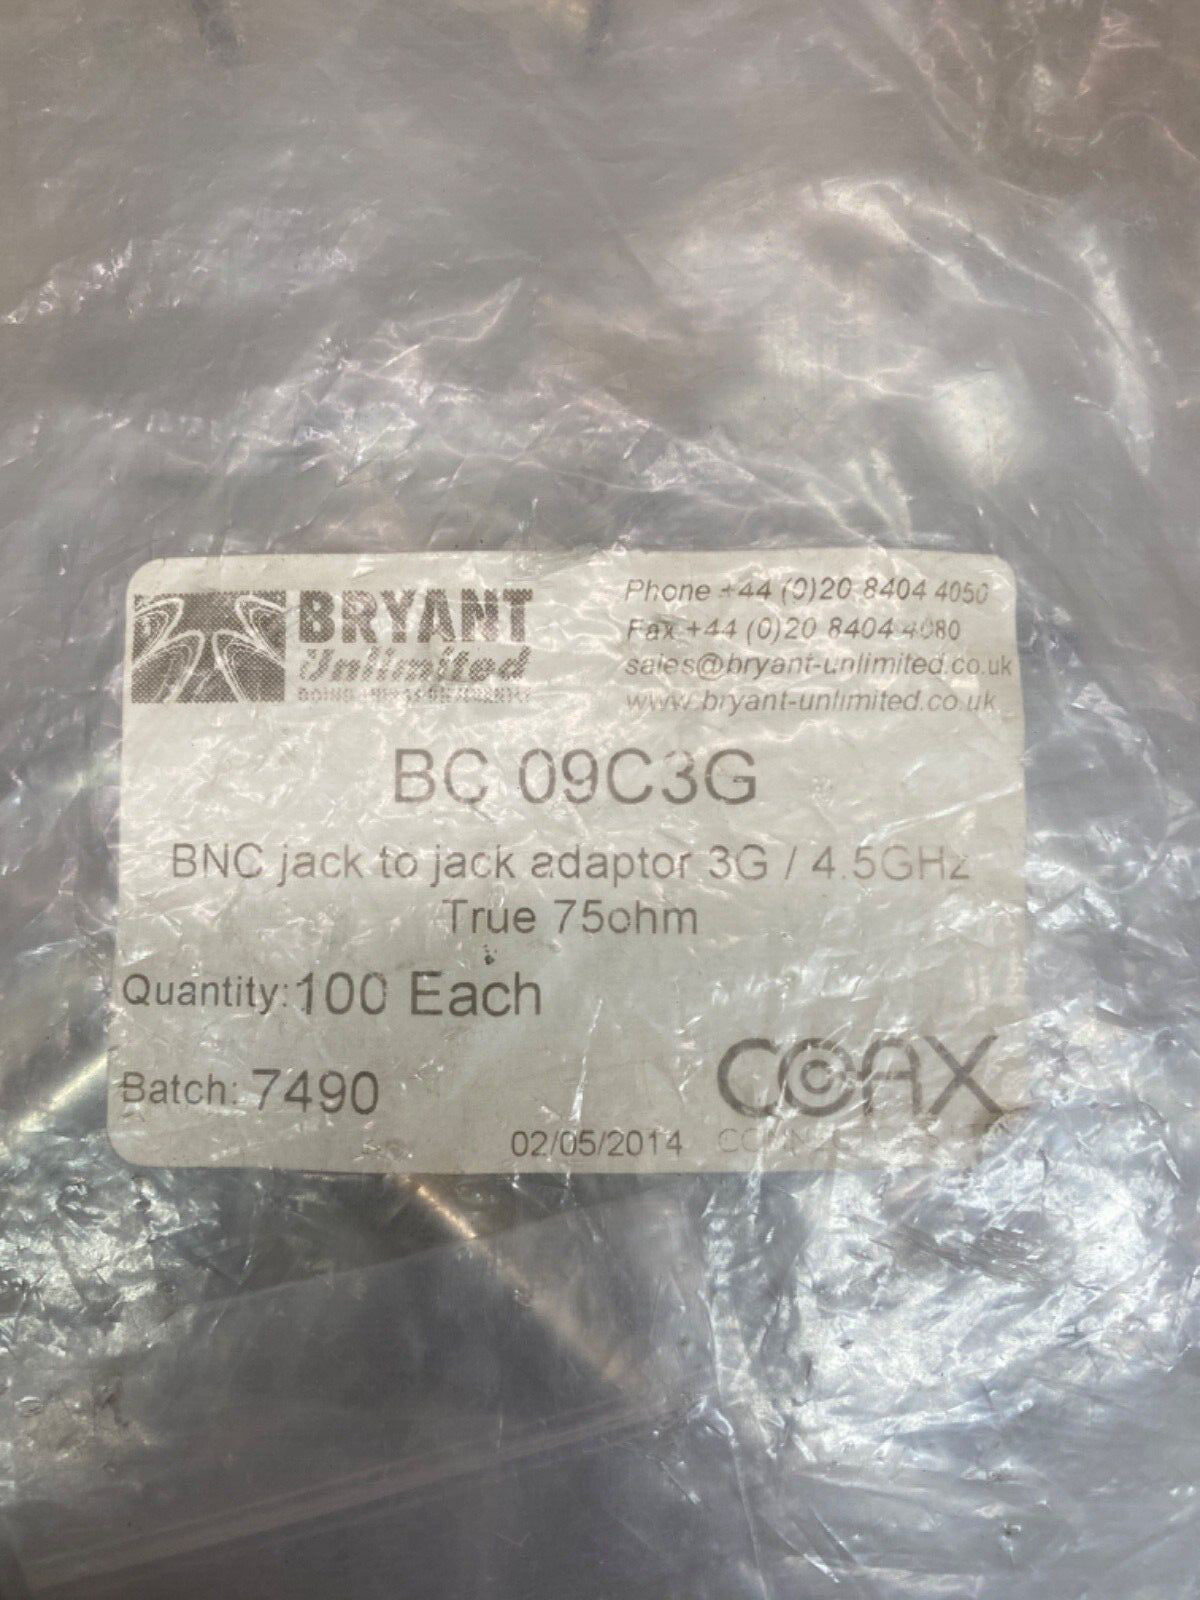 BRYANT
Unlimited
Phone +44 (0)20 8404 4050
Fax +44 (0)20 8404 4080
sales@bryant-unlimited.co.uk
www.bryant-unlimited.co.uk
BC 09C3G
BNC jack to jack adaptor 3G / 4.5GHz
True 75ohm
Quantity: 100 Each
Batch: 7490
02/05/2014
COAX